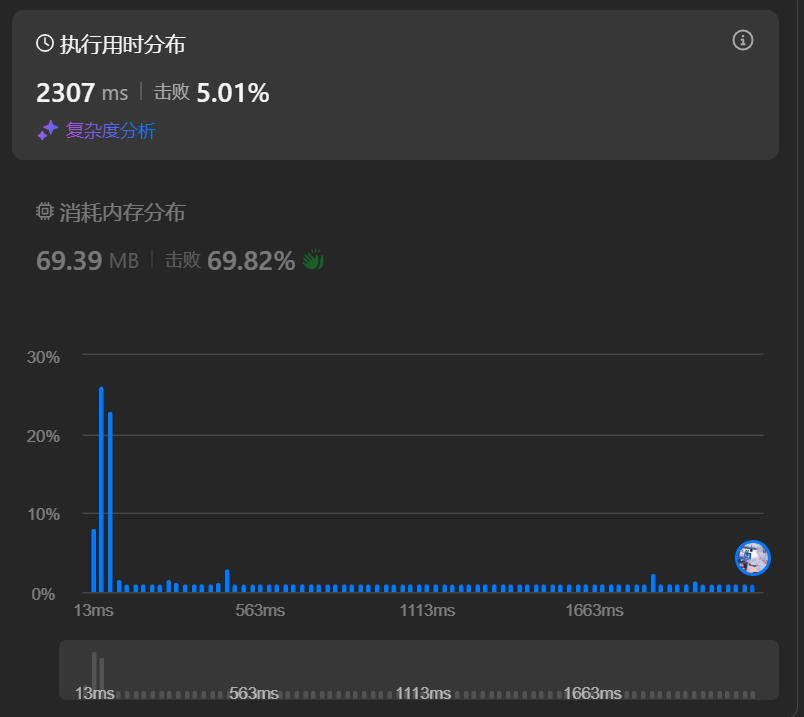 执行用时分布
2307 ms | 击败 5.01%
复杂度分析
消耗内存分布
69.39 MB | 击败 69.82%
30%
20%
10%
0%
13ms 563ms 1113ms 1663ms
13ms 563ms 1113ms 1663ms